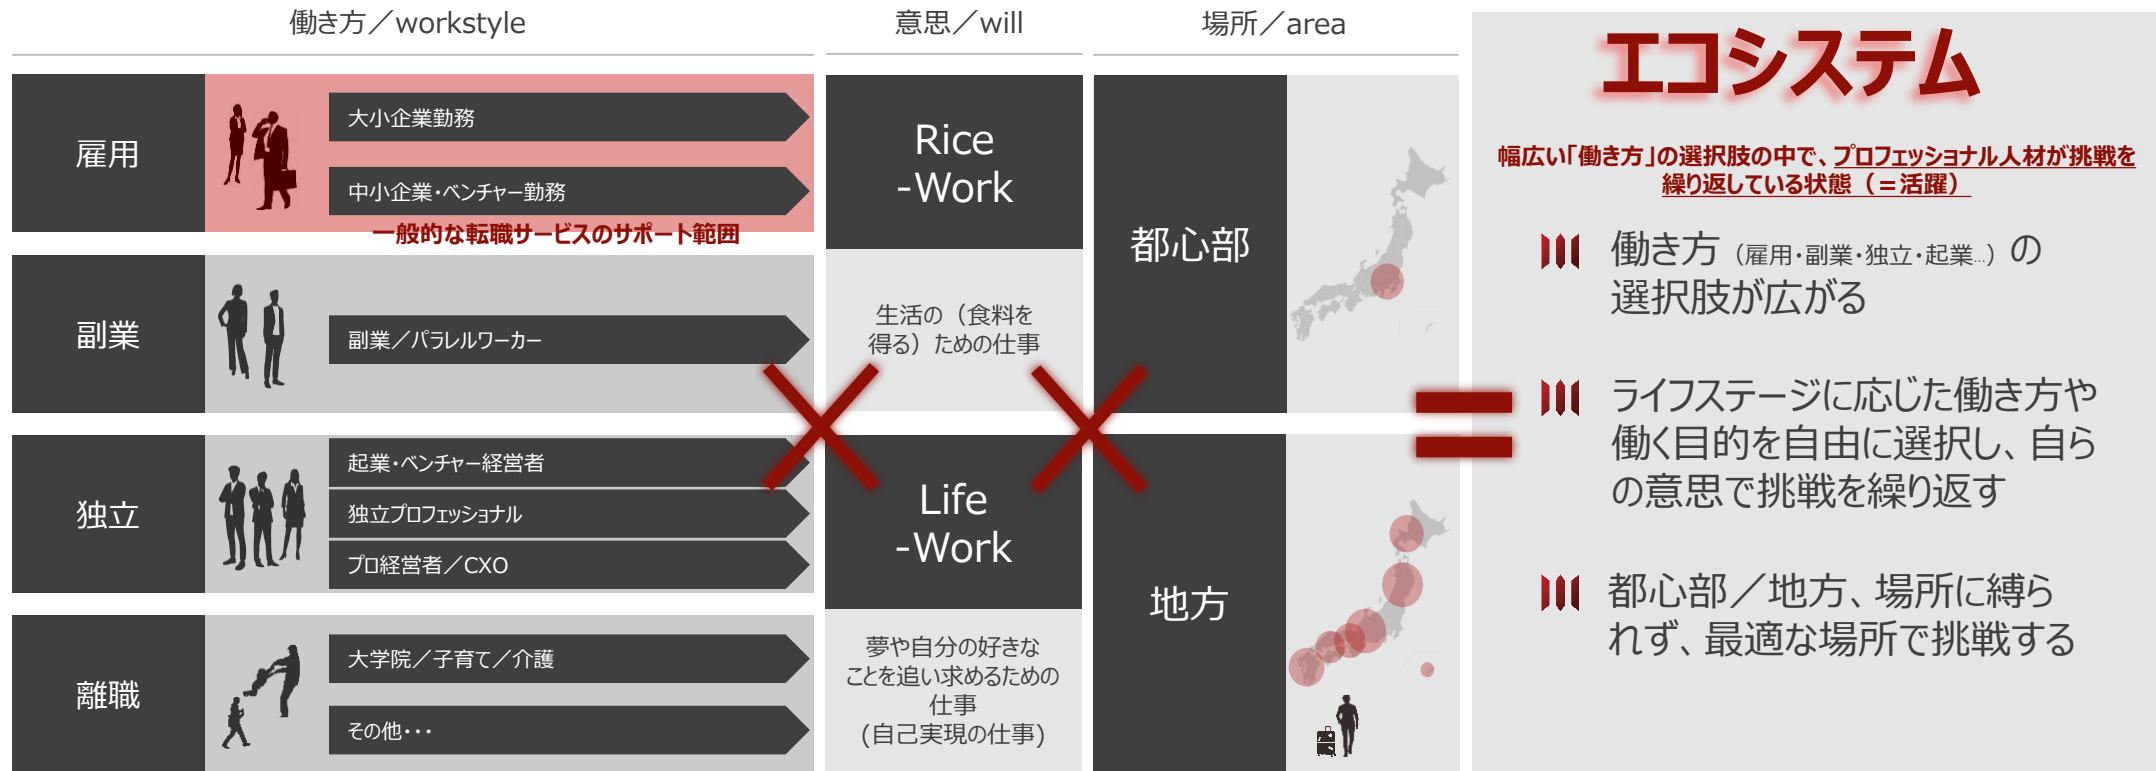 働き方／workstyle
雇用
大小企業勤務
中小企業・ベンチャー勤務
一般的な転職サービスのサポート範囲
副業
副業／パラレルワーカー
独立
起業・ベンチャー経営者
独立プロフェッショナル
プロ経営者／CXO
離職
大学院／子育て／介護
その他・・・
意思／will
Rice
-Work
生活の（食料を
得る）ための仕事
Life
-Work
夢や自分の好きな
ことを追い求めるための
仕事
(自己実現の仕事)
場所／area
都心部
地方
エコシステム
幅広い「働き方」の選択肢の中で、プロフェッショナル人材が挑戦を
繰り返している状態（＝活躍）
働き方（雇用・副業・独立・起業…）の
選択肢が広がる
ライフステージに応じた働き方や
働く目的を自由に選択し、自ら
の意思で挑戦を繰り返す
都心部／地方、場所に縛ら
れず、最適な場所で挑戦する